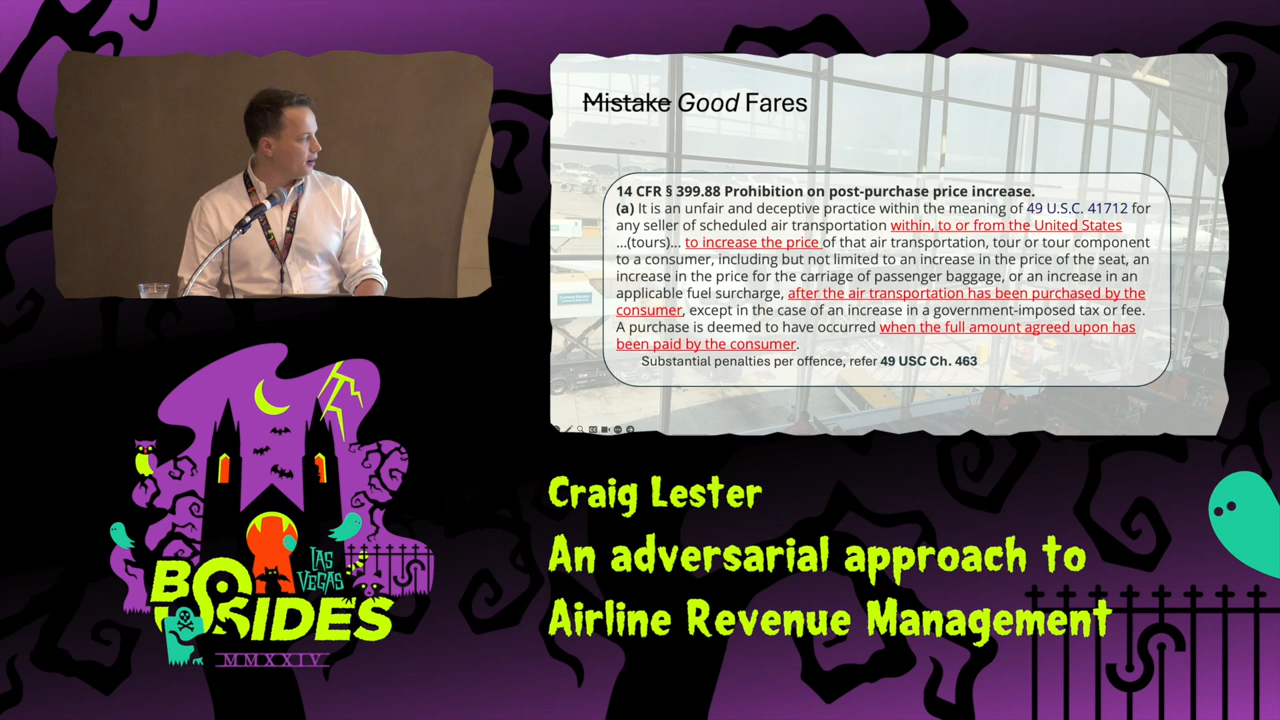 Mistake Good Fares
14 CFR § 399.88 Prohibition on post-purchase price increase.
(a) It is an unfair and deceptive practice within the meaning of 49 U.S.C. 41712 for
any seller of scheduled air transportation within, to or from the United States
...(tours)... to increase the price of that air transportation, tour or tour component
to a consumer, including but not limited to an increase in the price of the seat, an
increase in the price for the carriage of passenger baggage, or an increase in an
applicable fuel surcharge, after the air transportation has been purchased by the
consumer, except in the case of an increase in a government-imposed tax or fee.
A purchase is deemed to have occurred when the full amount agreed upon has
been paid by the consumer.
Substantial penalties per offence, refer 49 USC Ch. 463
Craig Lester
An adversarial approach to
Airline Revenue Management
LAS
VEGAS
BSIDES
MMXXIV